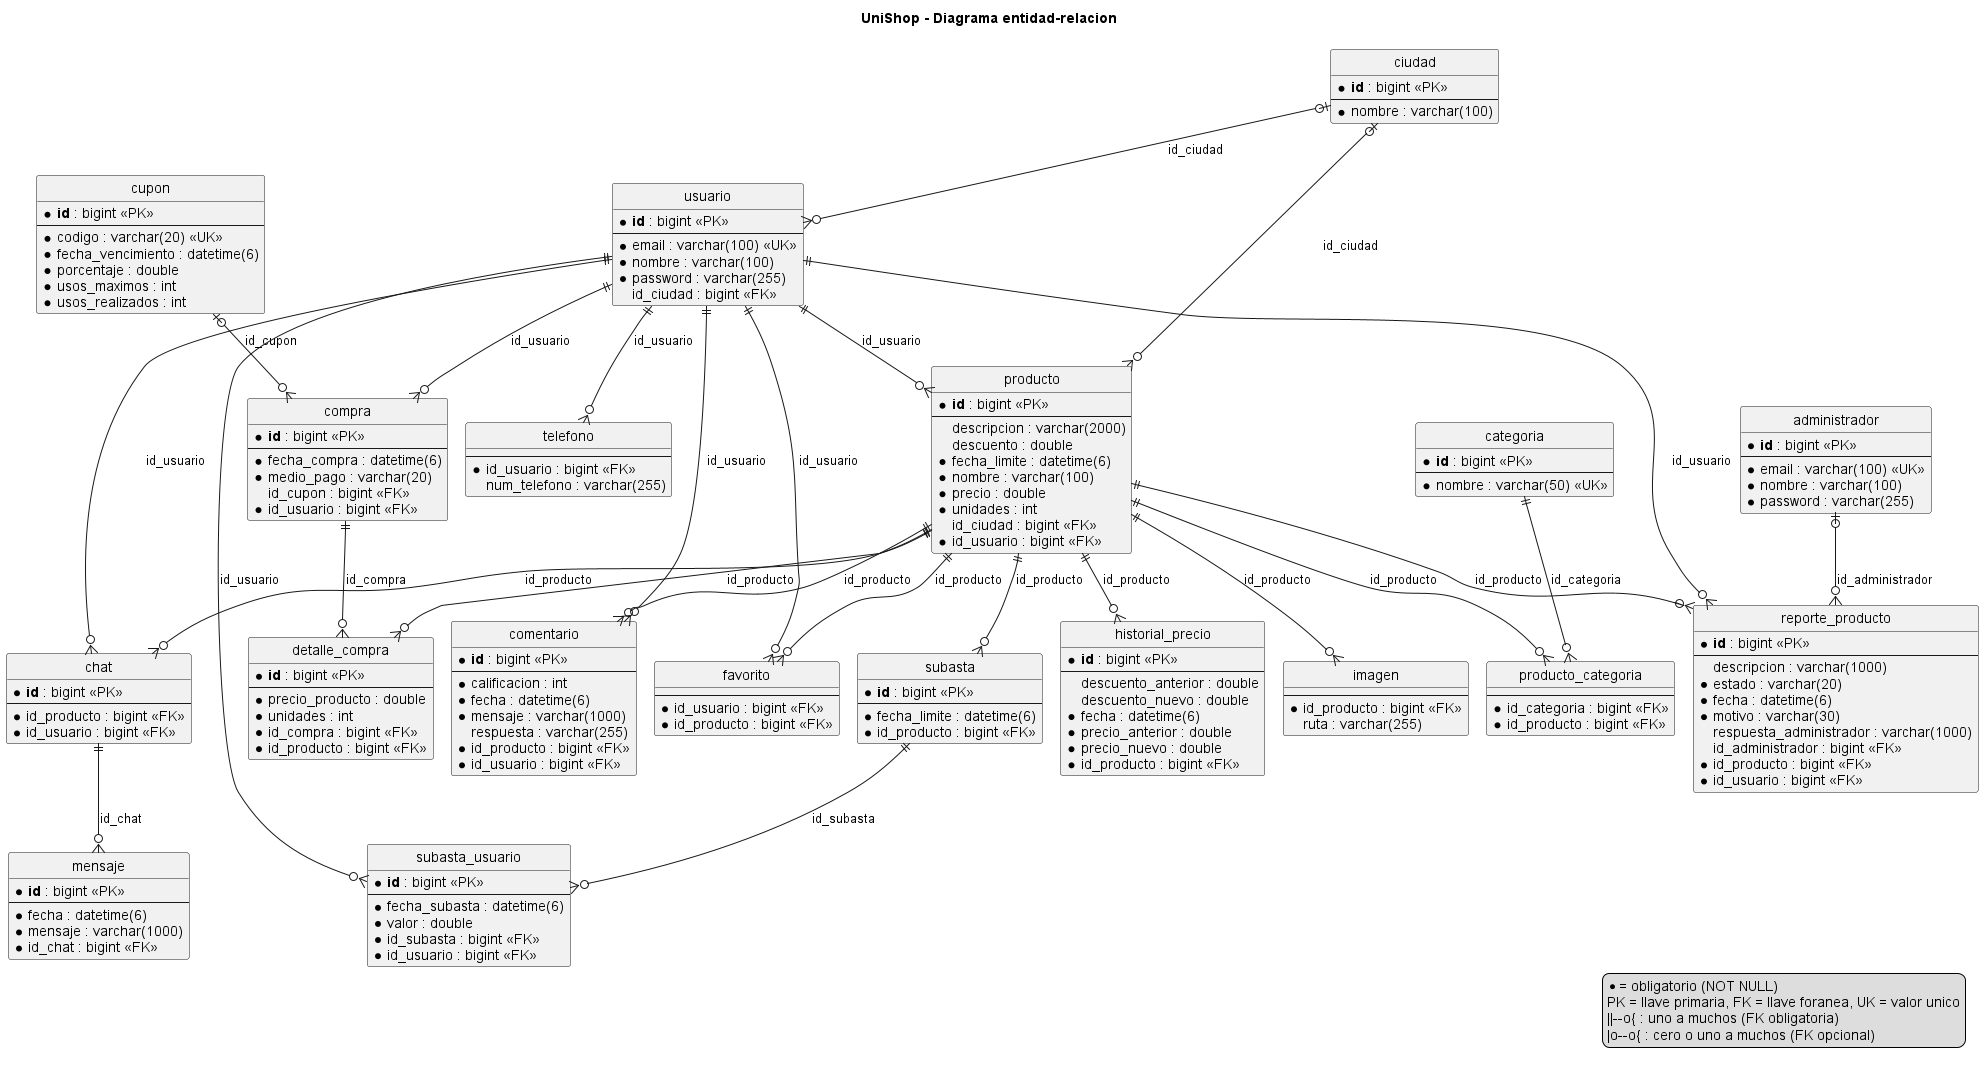 UniShop - Diagrama entidad-relacion
ciudad
id : bigint «PK»
nombre : varchar(100)
id_ciudad
id_ciudad
cupon
id : bigint «PK»
codigo : varchar(20) «UK»
fecha_vencimiento : datetime(6)
porcentaje : double
usos_maximos : int
usos_realizados : int
usuario
id : bigint «PK»
email : varchar(100) «UK»
nombre : varchar(100)
password : varchar(255)
id_ciudad : bigint «FK»
id_cupon
id_usuario
id_usuario
id_usuario
producto
id : bigint «PK»
descripcion : varchar(2000)
descuento : double
fecha_limite : datetime(6)
nombre : varchar(100)
precio : double
unidades : int
id_ciudad : bigint «FK»
id_usuario : bigint «FK»
compra
id : bigint «PK»
fecha_compra : datetime(6)
medio_pago : varchar(20)
id_cupon : bigint «FK»
id_usuario : bigint «FK»
telefono
id_usuario : bigint «FK»
num_telefono : varchar(255)
categoria
id : bigint «PK»
nombre : varchar(50) «UK»
administrador
id : bigint «PK»
email : varchar(100) «UK»
nombre : varchar(100)
password : varchar(255)
id_usuario
id_usuario
id_usuario
id_usuario
id_usuario
id_compra
id_producto
id_producto
id_producto
id_producto
id_producto
id_producto
id_producto
id_producto
id_producto
id_categoria
id_administrador
chat
id : bigint «PK»
id_producto : bigint «FK»
id_usuario : bigint «FK»
detalle_compra
id : bigint «PK»
precio_producto : double
unidades : int
id_compra : bigint «FK»
id_producto : bigint «FK»
comentario
id : bigint «PK»
calificacion : int
fecha : datetime(6)
mensaje : varchar(1000)
respuesta : varchar(255)
id_producto : bigint «FK»
id_usuario : bigint «FK»
favorito
id_usuario : bigint «FK»
id_producto : bigint «FK»
subasta
id : bigint «PK»
fecha_limite : datetime(6)
id_producto : bigint «FK»
historial_precio
id : bigint «PK»
descuento_anterior : double
descuento_nuevo : double
fecha : datetime(6)
precio_anterior : double
precio_nuevo : double
id_producto : bigint «FK»
imagen
id_producto : bigint «FK»
ruta : varchar(255)
producto_categoria
id_categoria : bigint «FK»
id_producto : bigint «FK»
reporte_producto
id : bigint «PK»
descripcion : varchar(1000)
estado : varchar(20)
fecha : datetime(6)
motivo : varchar(30)
respuesta_administrador : varchar(1000)
id_administrador : bigint «FK»
id_producto : bigint «FK»
id_usuario : bigint «FK»
id_chat
id_subasta
mensaje
id : bigint «PK»
fecha : datetime(6)
mensaje : varchar(1000)
id_chat : bigint «FK»
subasta_usuario
id : bigint «PK»
fecha_subasta : datetime(6)
valor : double
id_subasta : bigint «FK»
id_usuario : bigint «FK»
• = obligatorio (NOT NULL)
PK = llave primaria, FK = llave foranea, UK = valor unico
||--o{ : uno a muchos (FK obligatoria)
|o--o{ : cero o uno a muchos (FK opcional)